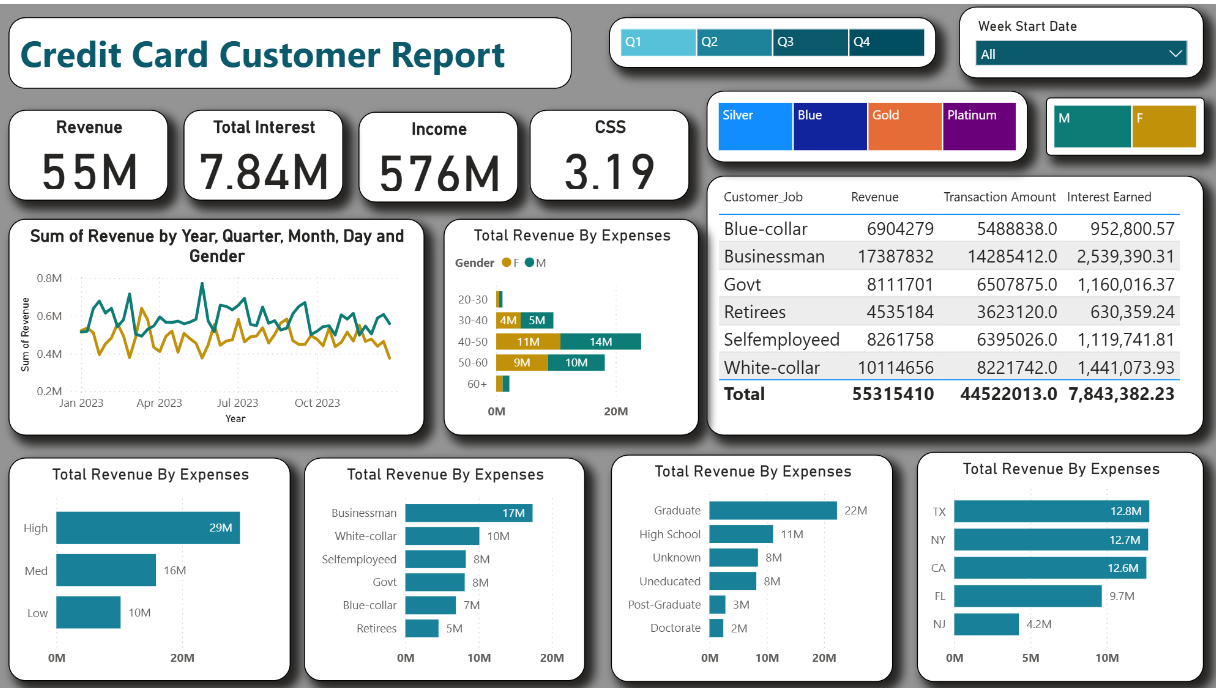 Credit Card Customer Report
Q1 Q2 Q3 Q4
Week Start Date
All
Revenue
55M
Total Interest
7.84M
Income
576M
CSS
3.19
Silver Blue Gold Platinum
M F
Sum of Revenue by Year, Quarter, Month, Day and
Gender
Sum of Revenue
0.8M
0.6M
0.4M
0.2M
Jan 2023 Apr 2023 Jul 2023 Oct 2023
Year
Total Revenue By Expenses
Gender F M
20-30
30-40 4M 5M
40-50 11M 14M
50-60 9M 10M
60+
0M 20M
Customer_Job Revenue Transaction Amount Interest Earned
Blue-collar 6904279 5488838.0 952,800.57
Businessman 17387832 14285412.0 2,539,390.31
Govt 8111701 6507875.0 1,160,016.37
Retirees 4535184 3623120.0 630,359.24
Selfemployeed 8261758 6395026.0 1,119,741.81
White-collar 10114656 8221742.0 1,441,073.93
Total 55315410 44522013.0 7,843,382.23
Total Revenue By Expenses
High 29M
Med 16M
Low 10M
0M 20M
Total Revenue By Expenses
Businessman 17M
White-collar 10M
Selfemployeed 8M
Govt 8M
Blue-collar 7M
Retirees 5M
0M 10M 20M
Total Revenue By Expenses
Graduate 22M
High School 11M
Unknown 8M
Uneducated 8M
Post-Graduate 3M
Doctorate 2M
0M 10M 20M
Total Revenue By Expenses
TX 12.8M
NY 12.7M
CA 12.6M
FL 9.7M
NJ 4.2M
0M 5M 10M